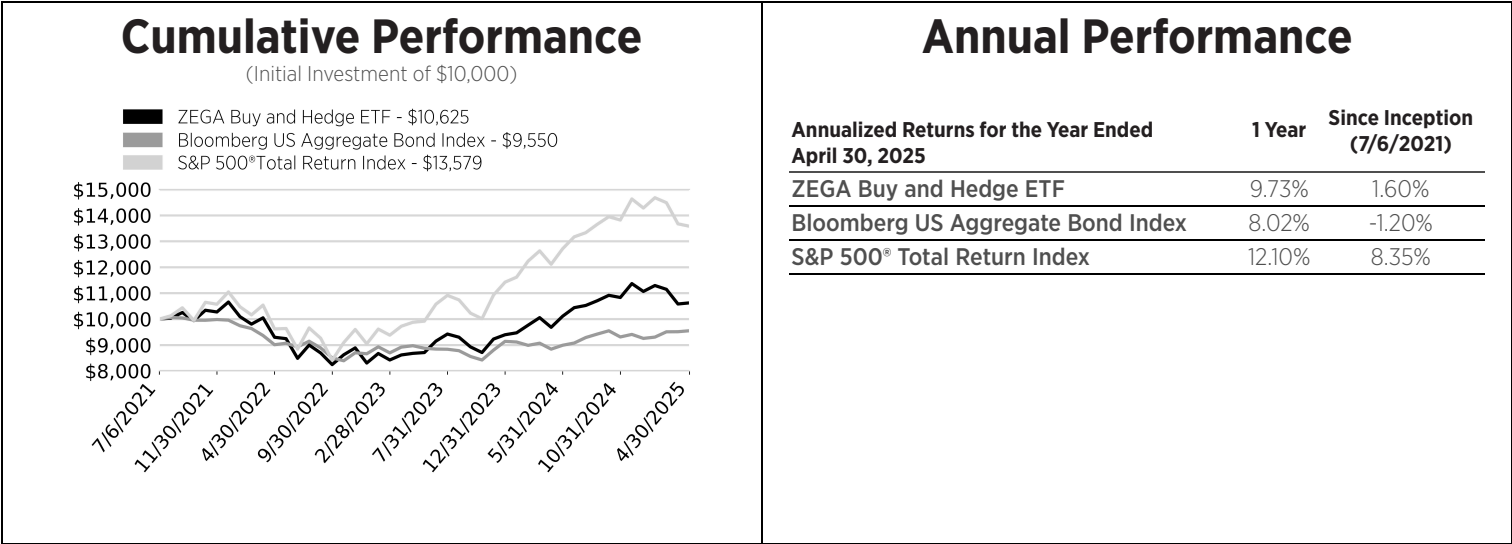 Cumulative Performance
(Initial Investment of $10,000)
ZEGA Buy and Hedge ETF - $10,625
Bloomberg US Aggregate Bond Index - $9,550
S&P 500®Total Return Index - $13,579
$15,000
$14,000
$13,000
$12,000
$11,000
$10,000
$9,000
$8,000
7/6/2021
11/30/2021
4/30/2022
9/30/2022
2/28/2023
7/31/2023
12/31/2023
5/31/2024
10/31/2024
4/30/2025
Annual Performance
Annualized Returns for the Year Ended
April 30, 2025
1 Year
Since Inception
(7/6/2021)
ZEGA Buy and Hedge ETF 9.73% 1.60%
Bloomberg US Aggregate Bond Index 8.02% -1.20%
S&P 500® Total Return Index 12.10% 8.35%